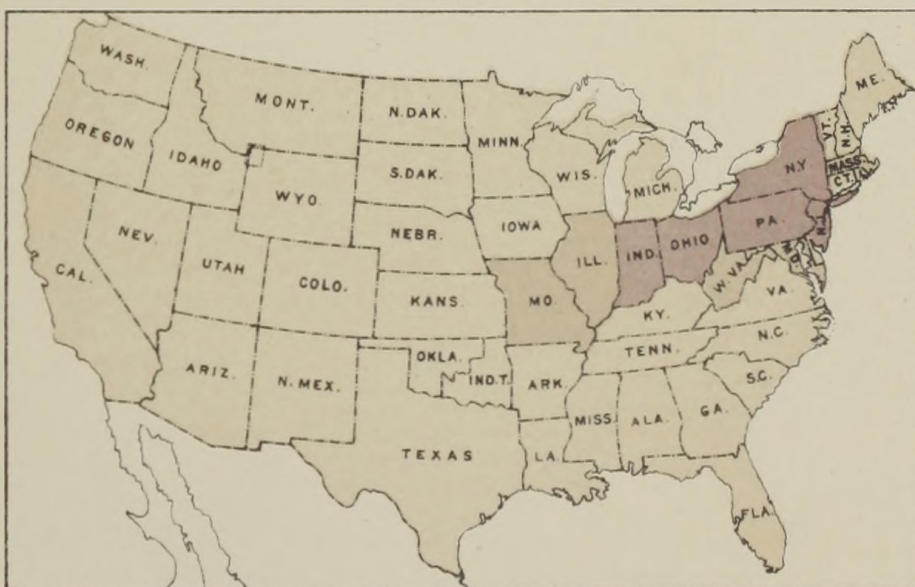 WASH.
MONT.
N.DAK.
MINN.
ME.
OREGON
IDAHO
S.DAK.
WIS.
MICH.
VT.
N.H.
MASS.
C.T.
N.Y.
WYO.
NEBR.
IOWA
PA.
N.J.
NEV.
UTAH
COLO.
ILL.
IND.
OHIO
CAL.
KANS.
MO.
W.VA.
VA.
KY.
ARIZ.
N.MEX.
OKLA.
IND.T.
ARK.
TENN.
N.C.
S.C.
MISS.
ALA.
GA.
TEXAS
LA.
FLA.